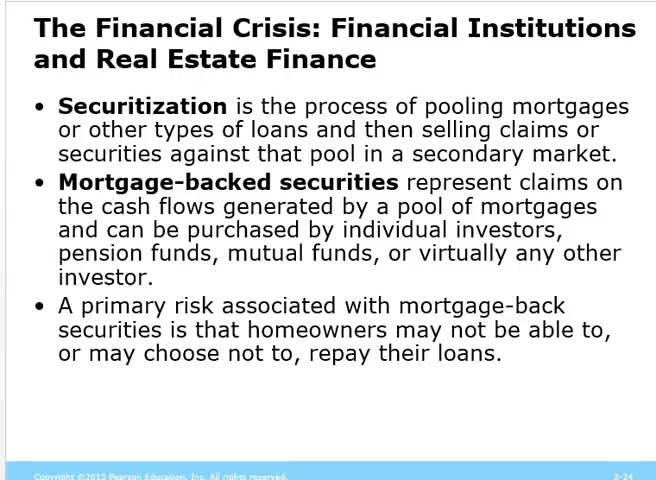 The Financial Crisis: Financial Institutions
and Real Estate Finance
• Securitization is the process of pooling mortgages
or other types of loans and then selling claims or
securities against that pool in a secondary market.
• Mortgage-backed securities represent claims on
the cash flows generated by a pool of mortgages
and can be purchased by individual investors,
pension funds, mutual funds, or virtually any other
investor.
• A primary risk associated with mortgage-back
securities is that homeowners may not be able to,
or may choose not to, repay their loans.
Copyright ©2015 Pearson Education, Inc. All rights reserved.
2-24